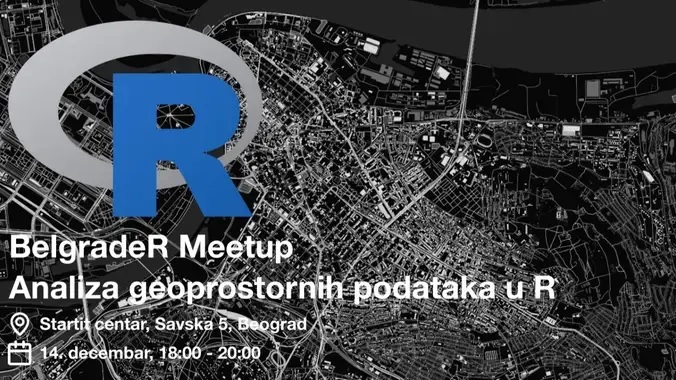 R
BelgradeR Meetup
Analiza geoprostornih podataka u R
Startit centar, Savska 5, Beograd
14. decembar, 18:00 - 20:00